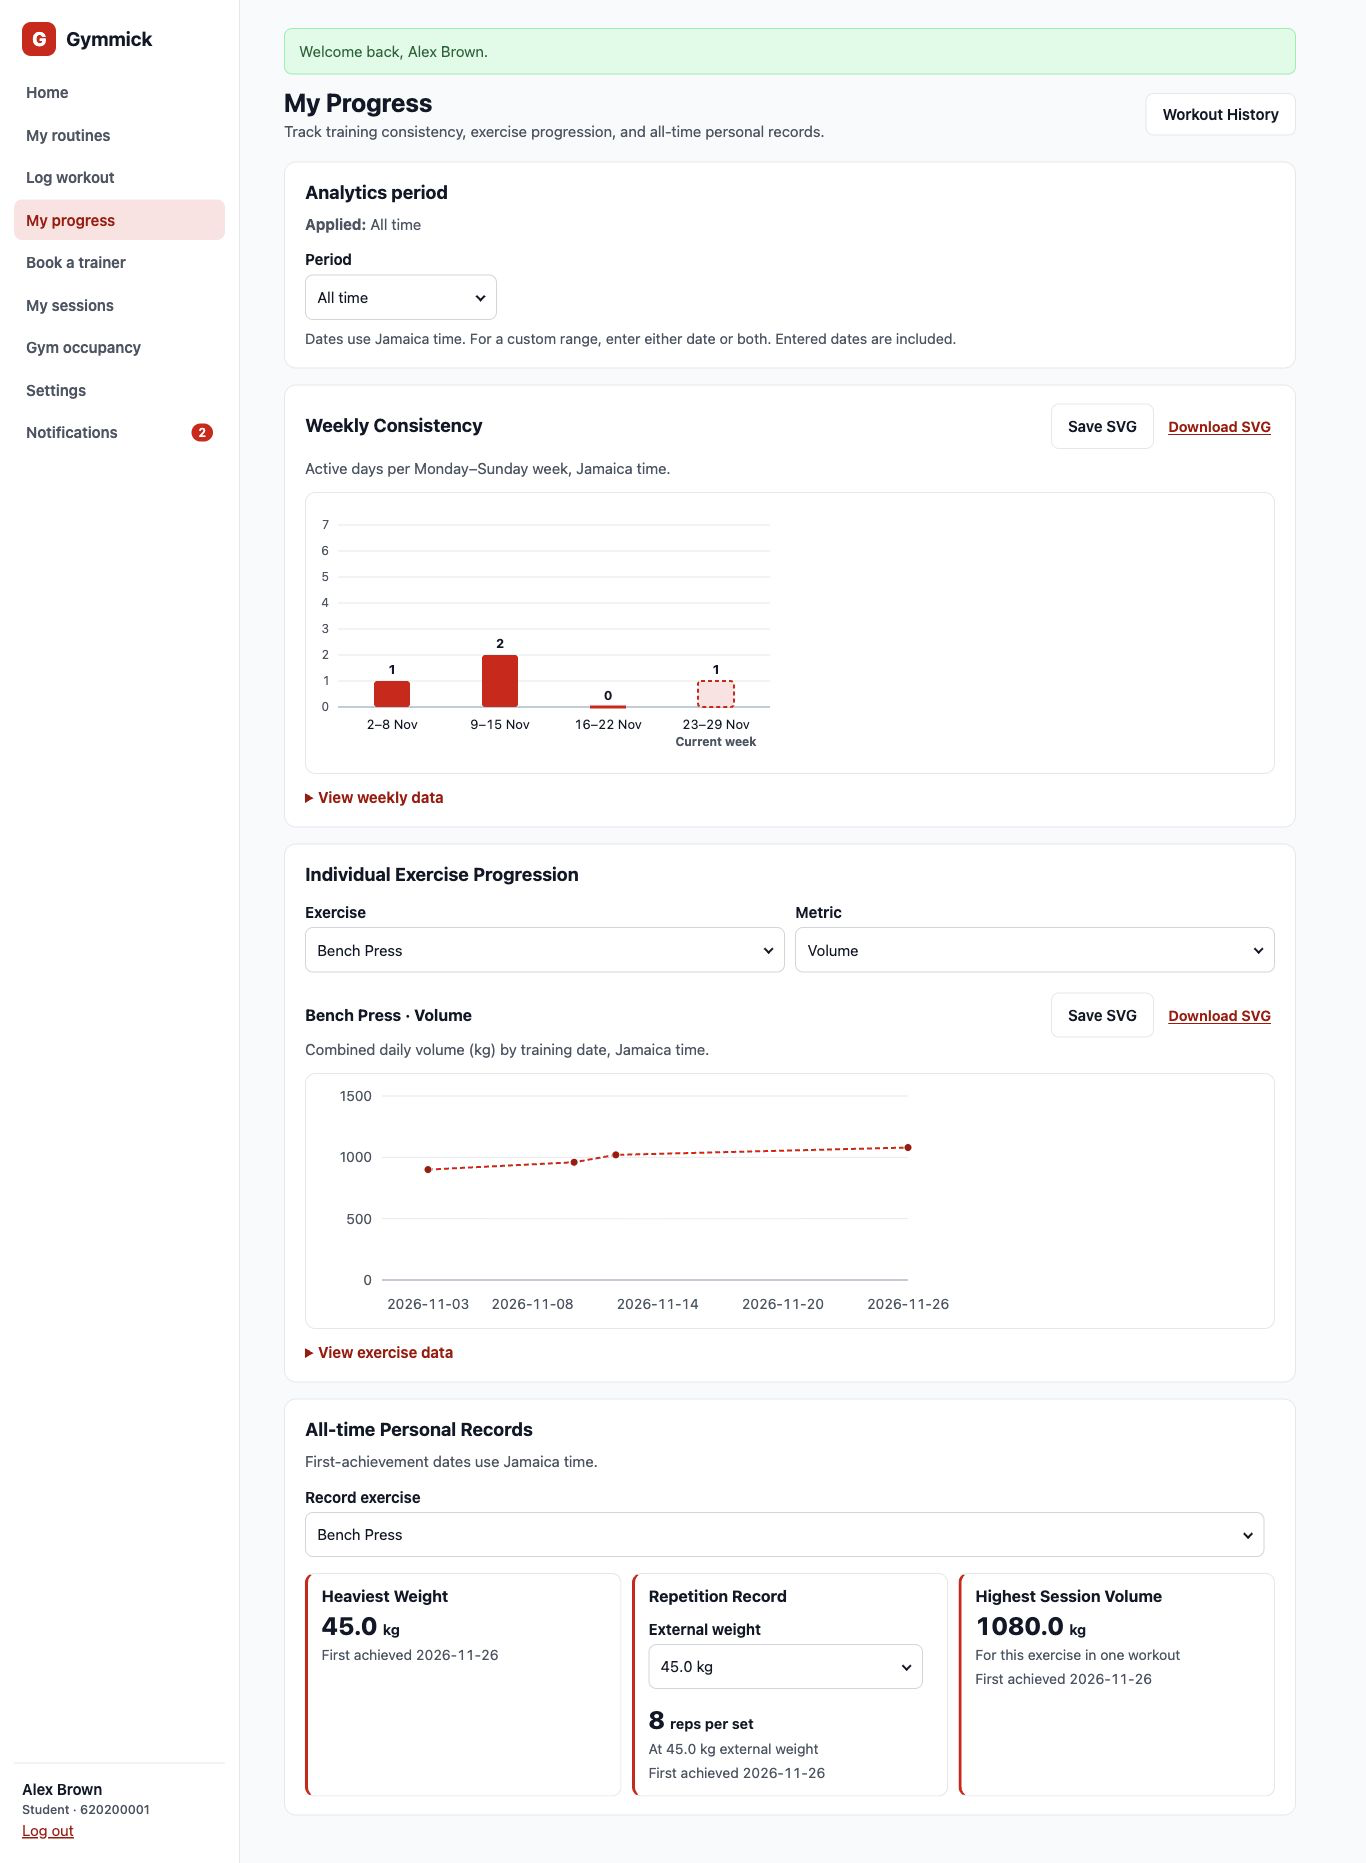 G Gymmick
Home
My routines
Log workout
My progress
Book a trainer
My sessions
Gym occupancy
Settings
Notifications 2
Alex Brown
Student · 620200001
Log out
Welcome back, Alex Brown.
My Progress
Track training consistency, exercise progression, and all-time personal records.
Workout History
Analytics period
Applied: All time
Period
All time
Dates use Jamaica time. For a custom range, enter either date or both. Entered dates are included.
Weekly Consistency
Save SVG
Download SVG
Active days per Monday–Sunday week, Jamaica time.
7
6
5
4
3
2
1
0
1
2
0
1
2–8 Nov
9–15 Nov
16–22 Nov
23–29 Nov
Current week
View weekly data
Individual Exercise Progression
Exercise
Bench Press
Metric
Volume
Bench Press · Volume
Save SVG
Download SVG
Combined daily volume (kg) by training date, Jamaica time.
1500
1000
500
0
2026-11-03
2026-11-08
2026-11-14
2026-11-20
2026-11-26
View exercise data
All-time Personal Records
First-achievement dates use Jamaica time.
Record exercise
Bench Press
Heaviest Weight
45.0 kg
First achieved 2026-11-26
Repetition Record
External weight
45.0 kg
8 reps per set
At 45.0 kg external weight
First achieved 2026-11-26
Highest Session Volume
1080.0 kg
For this exercise in one workout
First achieved 2026-11-26